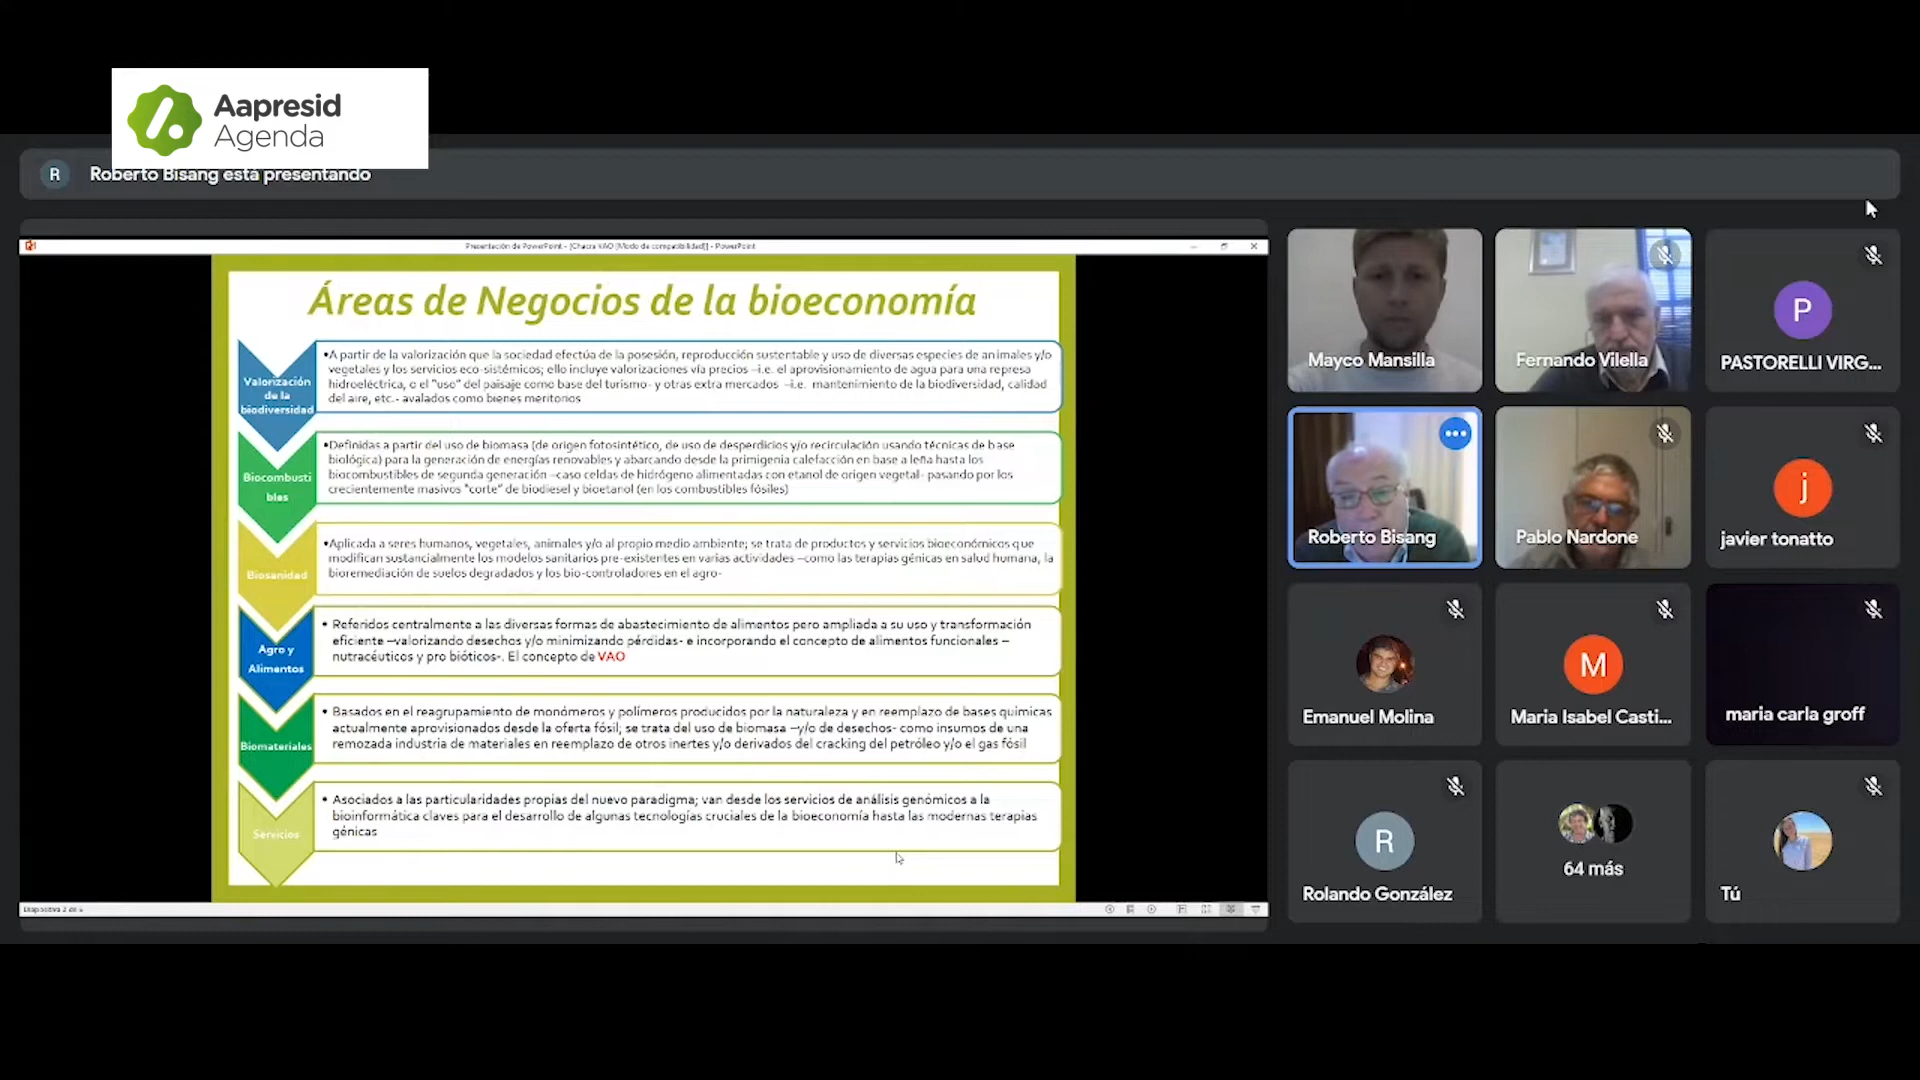 Aapresid
Agenda
R
Roberto Bisang está presentando
Presentación de PowerPoint - [Chacra VAO [Modo de compatibilidad]] - PowerPoint
Áreas de Negocios de la bioeconomía
Valorización
de la
biodiversidad
•A partir de la valorización que la sociedad efectúa de la posesión, reproducción sustentable y uso de diversas especies de animales y/o
vegetales y los servicios eco-sistémicos; ello incluye valorizaciones vía precios –i.e. el aprovisionamiento de agua para una represa
hidroeléctrica, o el "uso" del paisaje como base del turismo- y otras extra mercados –i.e. mantenimiento de la biodiversidad, calidad
del aire, etc.- avalados como bienes meritorios
Biocombusti
bles
•Definidas a partir del uso de biomasa (de origen fotosintético, de uso de desperdicios y/o recirculación usando técnicas de base
biológica) para la generación de energías renovables y abarcando desde la primigenia calefacción en base a leña hasta los
biocombustibles de segunda generación –caso celdas de hidrógeno alimentadas con etanol de origen vegetal- pasando por los
crecientemente masivos "corte" de biodiesel y bioetanol (en los combustibles fósiles)
Biosanidad
•Aplicada a seres humanos, vegetales, animales y/o al propio medio ambiente; se trata de productos y servicios bioeconómicos que
modifican sustancialmente los modelos sanitarios pre-existentes en varias actividades –como las terapias génicas en salud humana, la
bioremediación de suelos degradados y los bio-controladores en el agro-
Agro y
Alimentos
• Referidos centralmente a las diversas formas de abastecimiento de alimentos pero ampliada a su uso y transformación
eficiente –valorizando desechos y/o minimizando pérdidas- e incorporando el concepto de alimentos funcionales –
nutracéuticos y pro bióticos-. El concepto de VAO
Biomateriales
• Basados en el reagrupamiento de monómeros y polímeros producidos por la naturaleza y en reemplazo de bases químicas
actualmente aprovisionados desde la oferta fósil; se trata del uso de biomasa –y/o de desechos- como insumos de una
remozada industria de materiales en reemplazo de otros inertes y/o derivados del cracking del petróleo y/o el gas fósil
Servicios
• Asociados a las particularidades propias del nuevo paradigma; van desde los servicios de análisis genómicos a la
bioinformática claves para el desarrollo de algunas tecnologías cruciales de la bioeconomía hasta las modernas terapias
génicas
Mayco Mansilla
Fernando Vilella
P
PASTORELLI VIRG...
Roberto Bisang
Pablo Nardone
j
javier tonatto
Emanuel Molina
M
Maria Isabel Casti...
maria carla groff
R
Rolando González
64 más
Tú